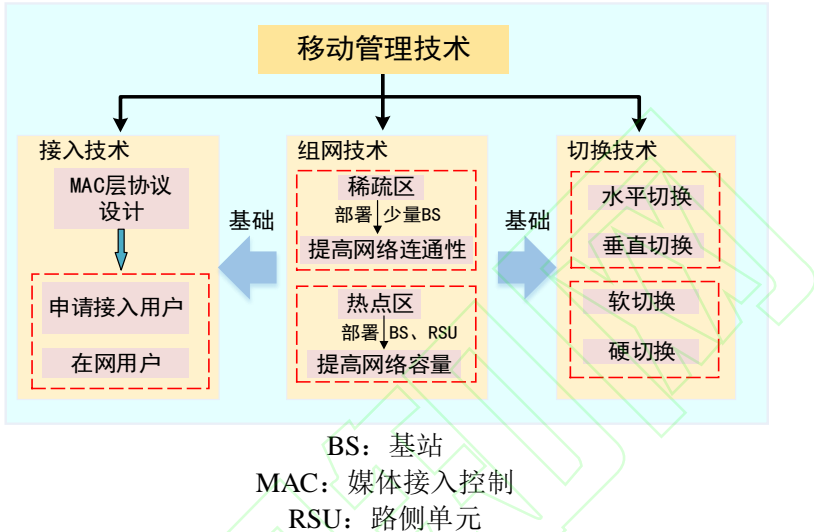 移动管理技术
接入技术
MAC层协议
设计
申请接入用户
在网用户
基础
组网技术
稀疏区
部署 少量BS
提高网络连通性
热点区
部署 BS、RSU
提高网络容量
基础
切换技术
水平切换
垂直切换
软切换
硬切换
BS：基站
MAC：媒体接入控制
RSU：路侧单元